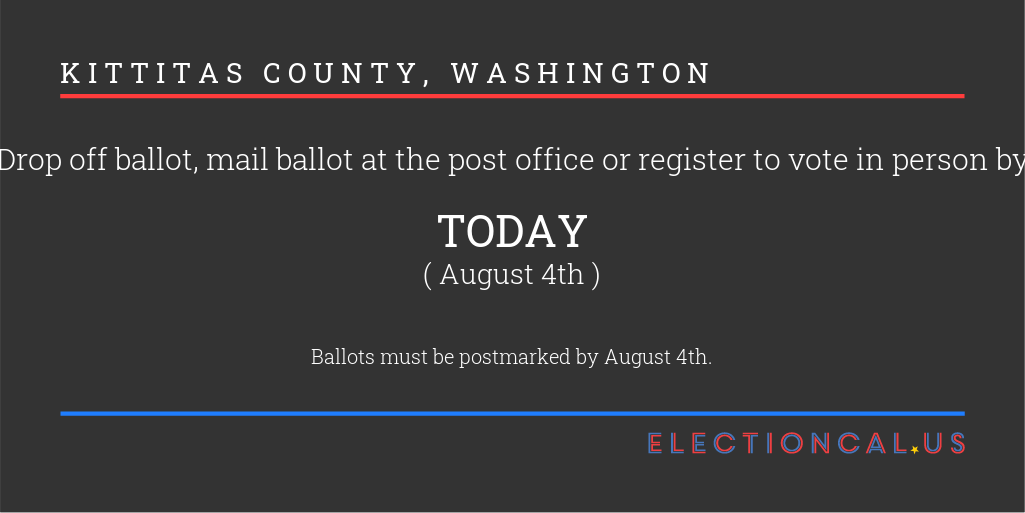 KITTITAS COUNTY, WASHINGTON
Drop off ballot, mail ballot at the post office or register to vote in person by
TODAY
( August 4th )
Ballots must be postmarked by August 4th.
ELECTIONCAL.US